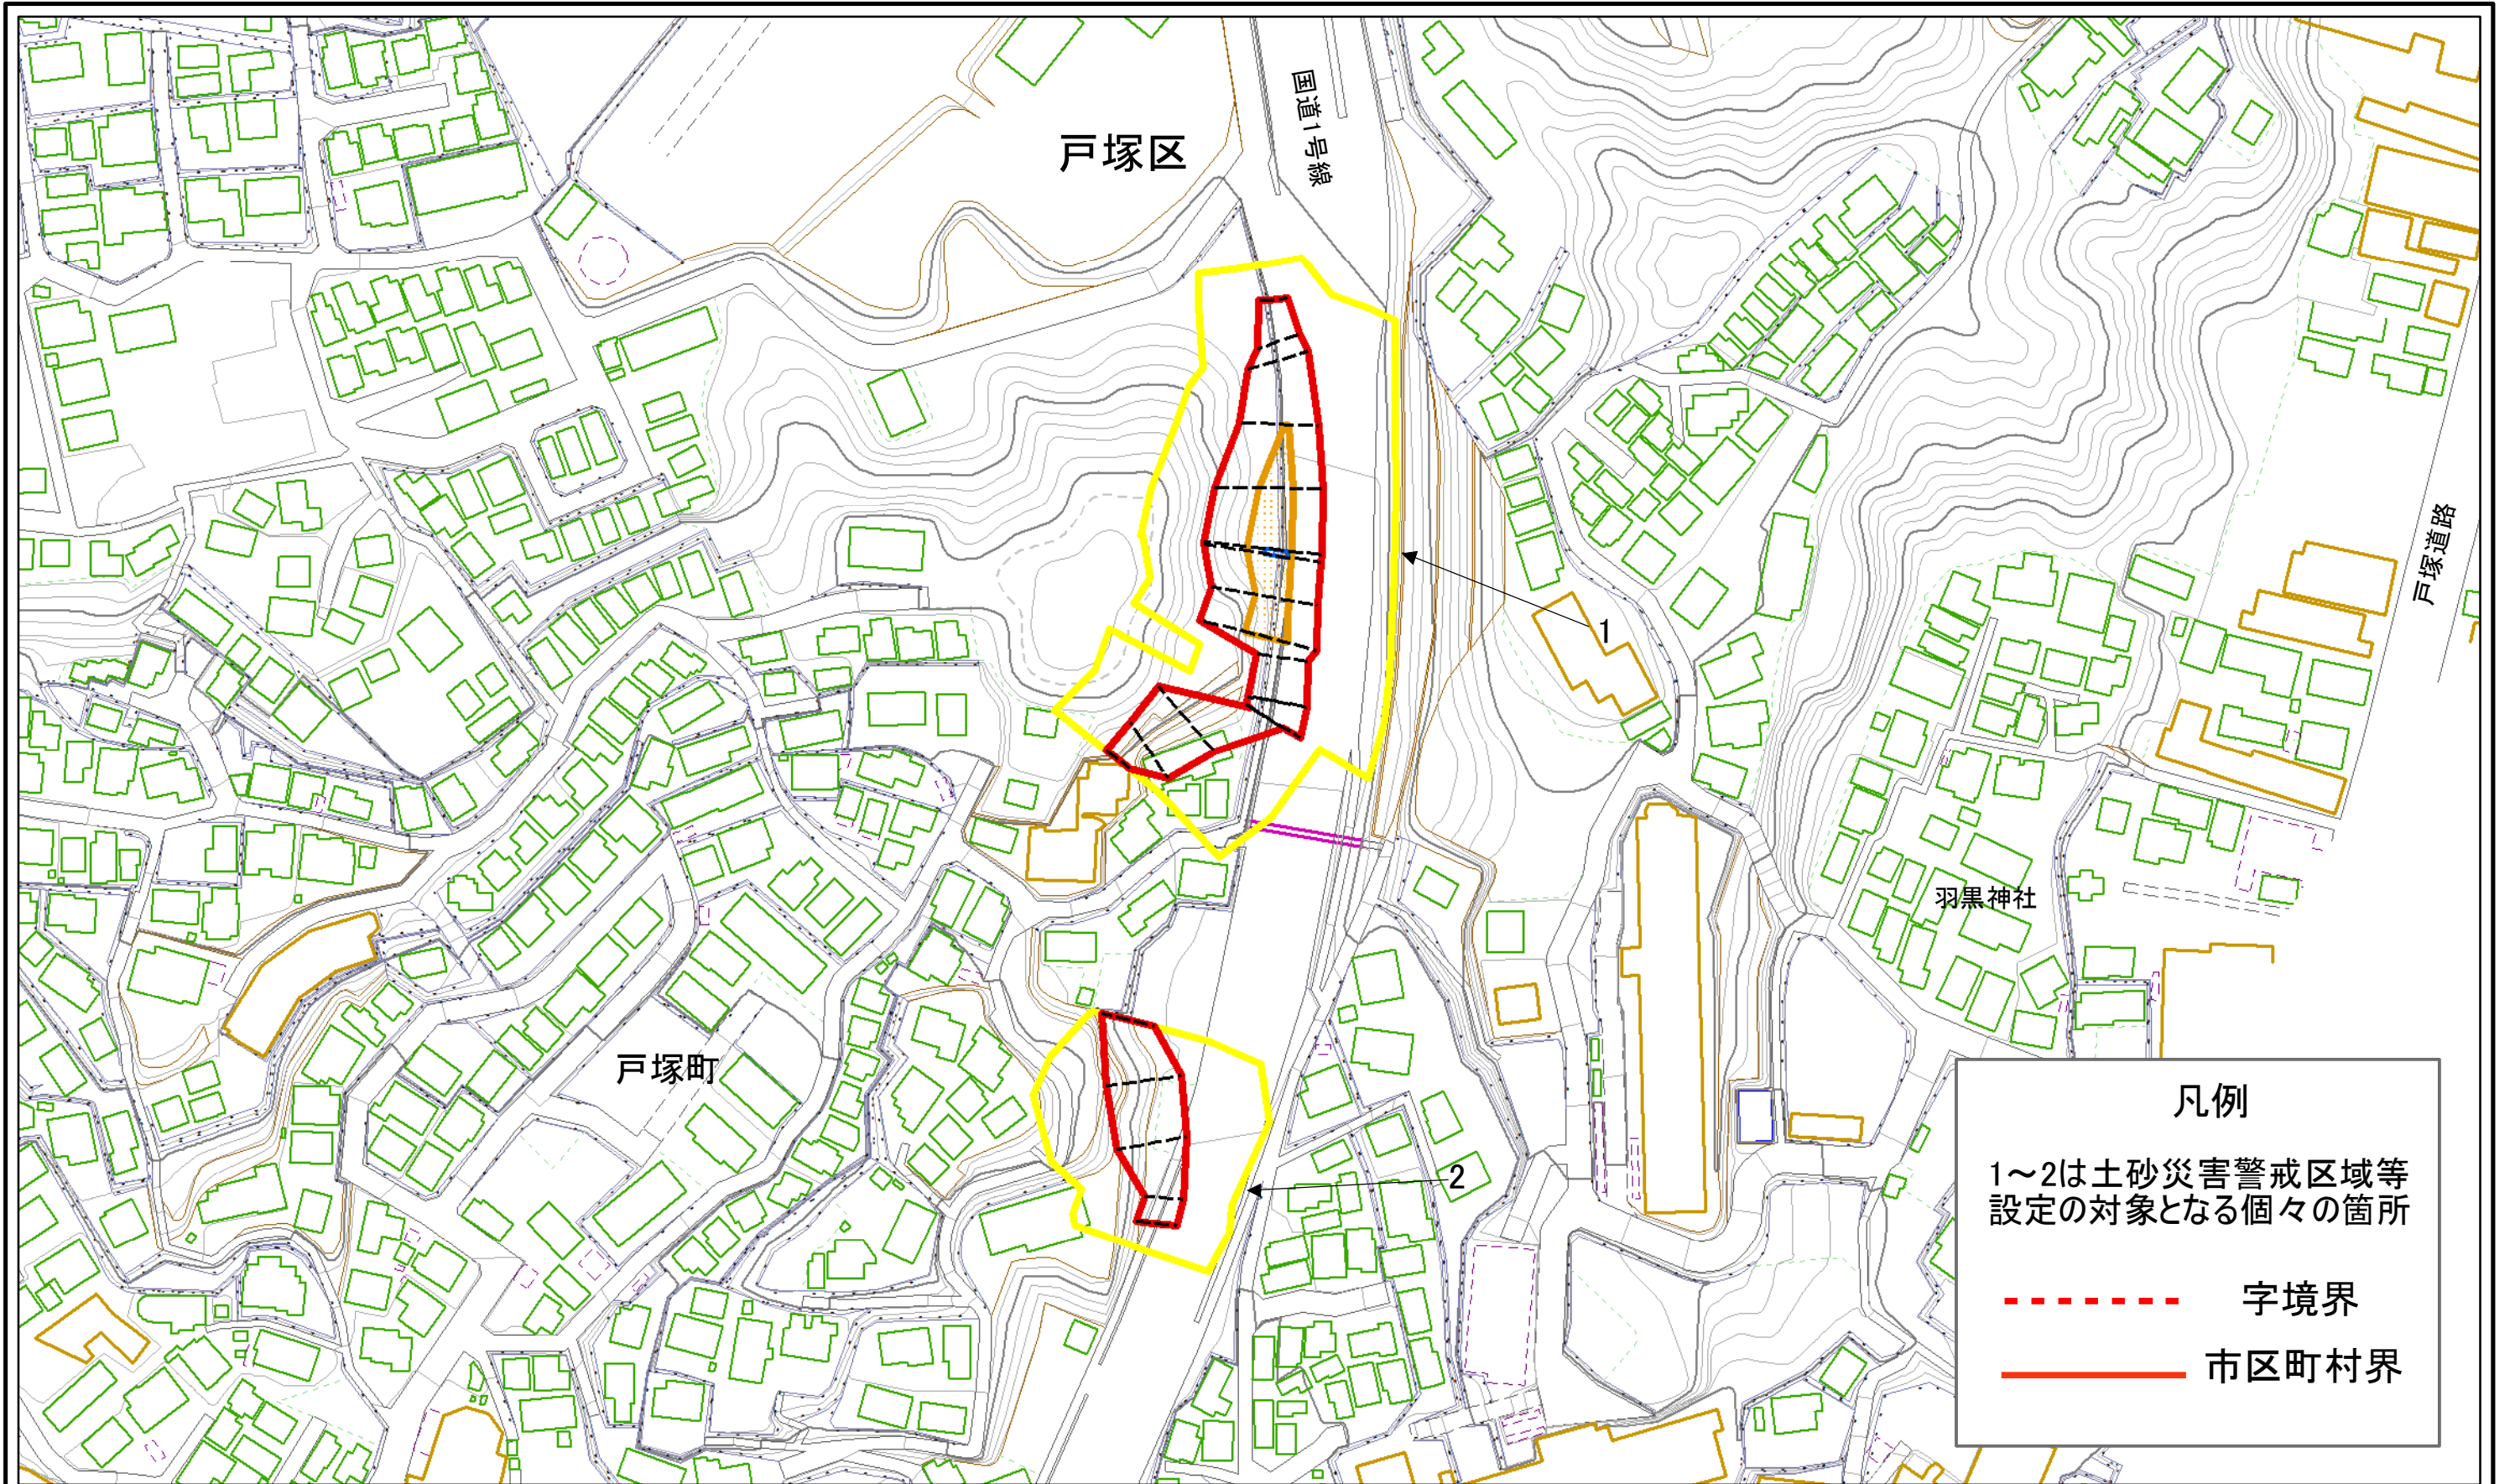 国道1号線
戸塚区
戸塚道路
1
羽黒神社
戸塚町
2
凡例
1~2は土砂災害警戒区域等
設定の対象となる個々の箇所
字境界
市区町村界